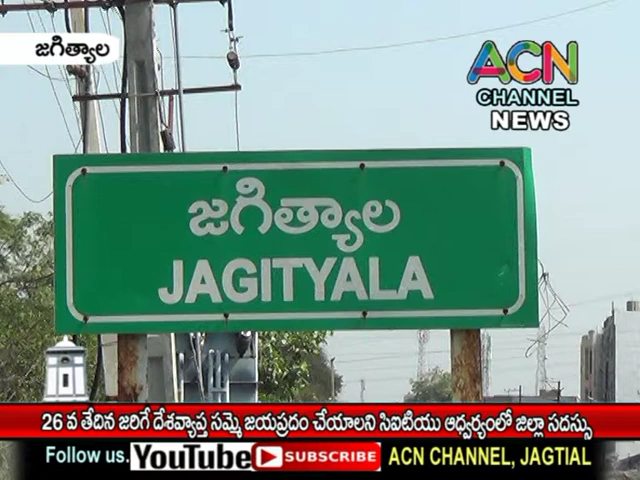 జగిత్యాల
ACN
CHANNEL
NEWS
జగిత్యాల
JAGITYALA
26 వ తేదిన జరిగే దేశవ్యాప్త సమ్మె జయప్రదం చేయాలని సిఐటియు ఆధ్వర్యంలో జిల్లా సదస్సు
Follow us. YouTube SUBSCRIBE ACN CHANNEL, JAGTIAL